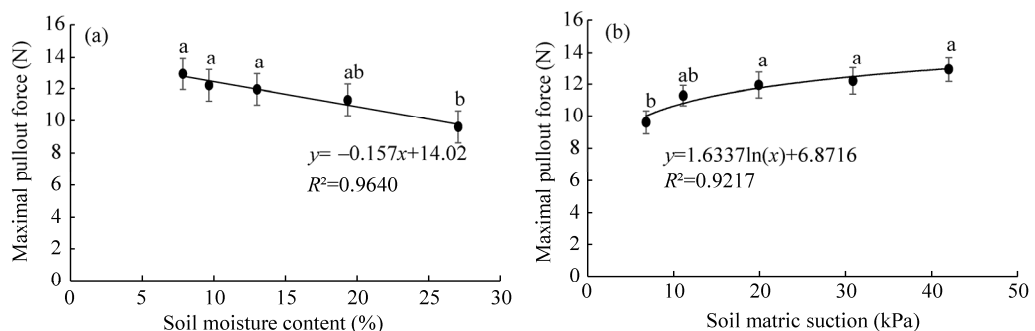 (a)
Maximal pullout force (N)
16
14
12
10
8
6
4
2
0
a
a
a
ab
b
y= −0.157x+14.02
R²=0.9640
0
5
10
15
20
25
30
Soil moisture content (%)
(b)
Maximal pullout force (N)
16
14
12
10
8
6
4
2
0
b
ab
a
a
a
y=1.6337ln(x)+6.8716
R²=0.9217
0
10
20
30
40
50
Soil matric suction (kPa)